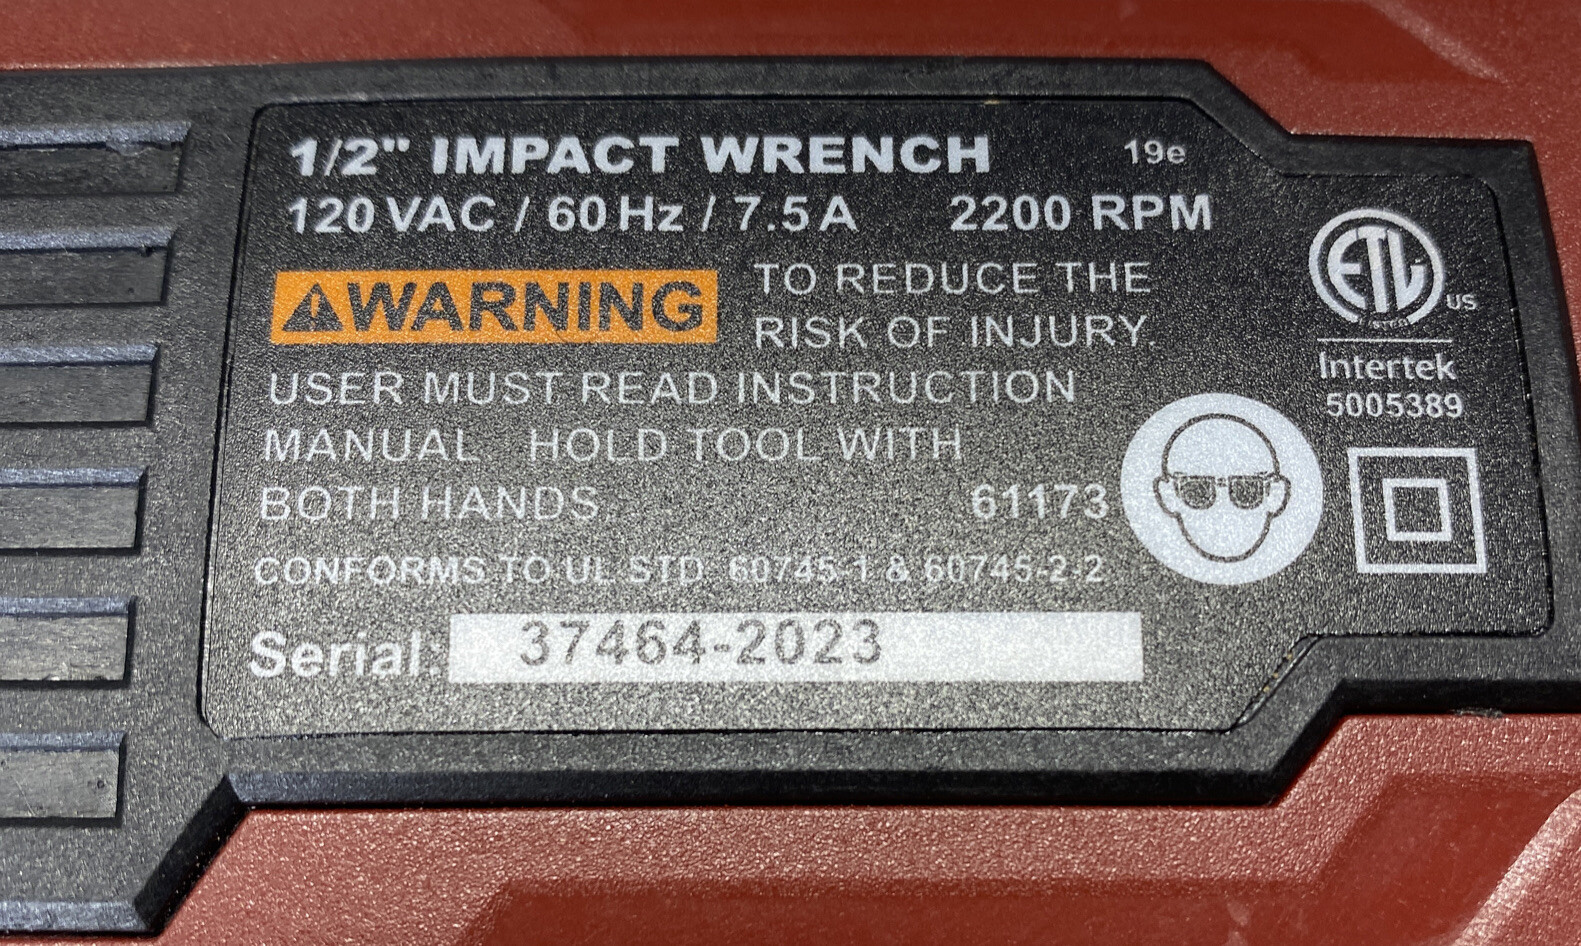 1/2" IMPACT WRENCH 19e
120 VAC / 60 Hz / 7.5 A 2200 RPM
⚠WARNING TO REDUCE THE
RISK OF INJURY.
USER MUST READ INSTRUCTION
MANUAL HOLD TOOL WITH
BOTH HANDS. 61173
CONFORMS TO UL STD. 60745-1 & 60745-2-2
Serial: 37464-2023
ETL
US
Intertek
5005389